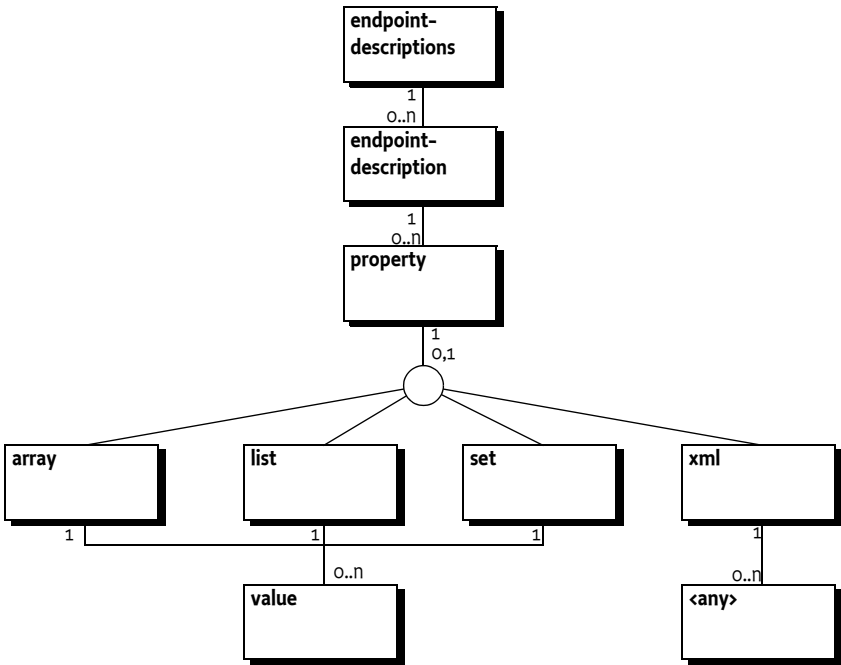 endpoint-
descriptions
1
0..n
endpoint-
description
1
0..n
property
1
0,1
array
list
set
xml
1
1
1
1
0..n
0..n
value
<any>